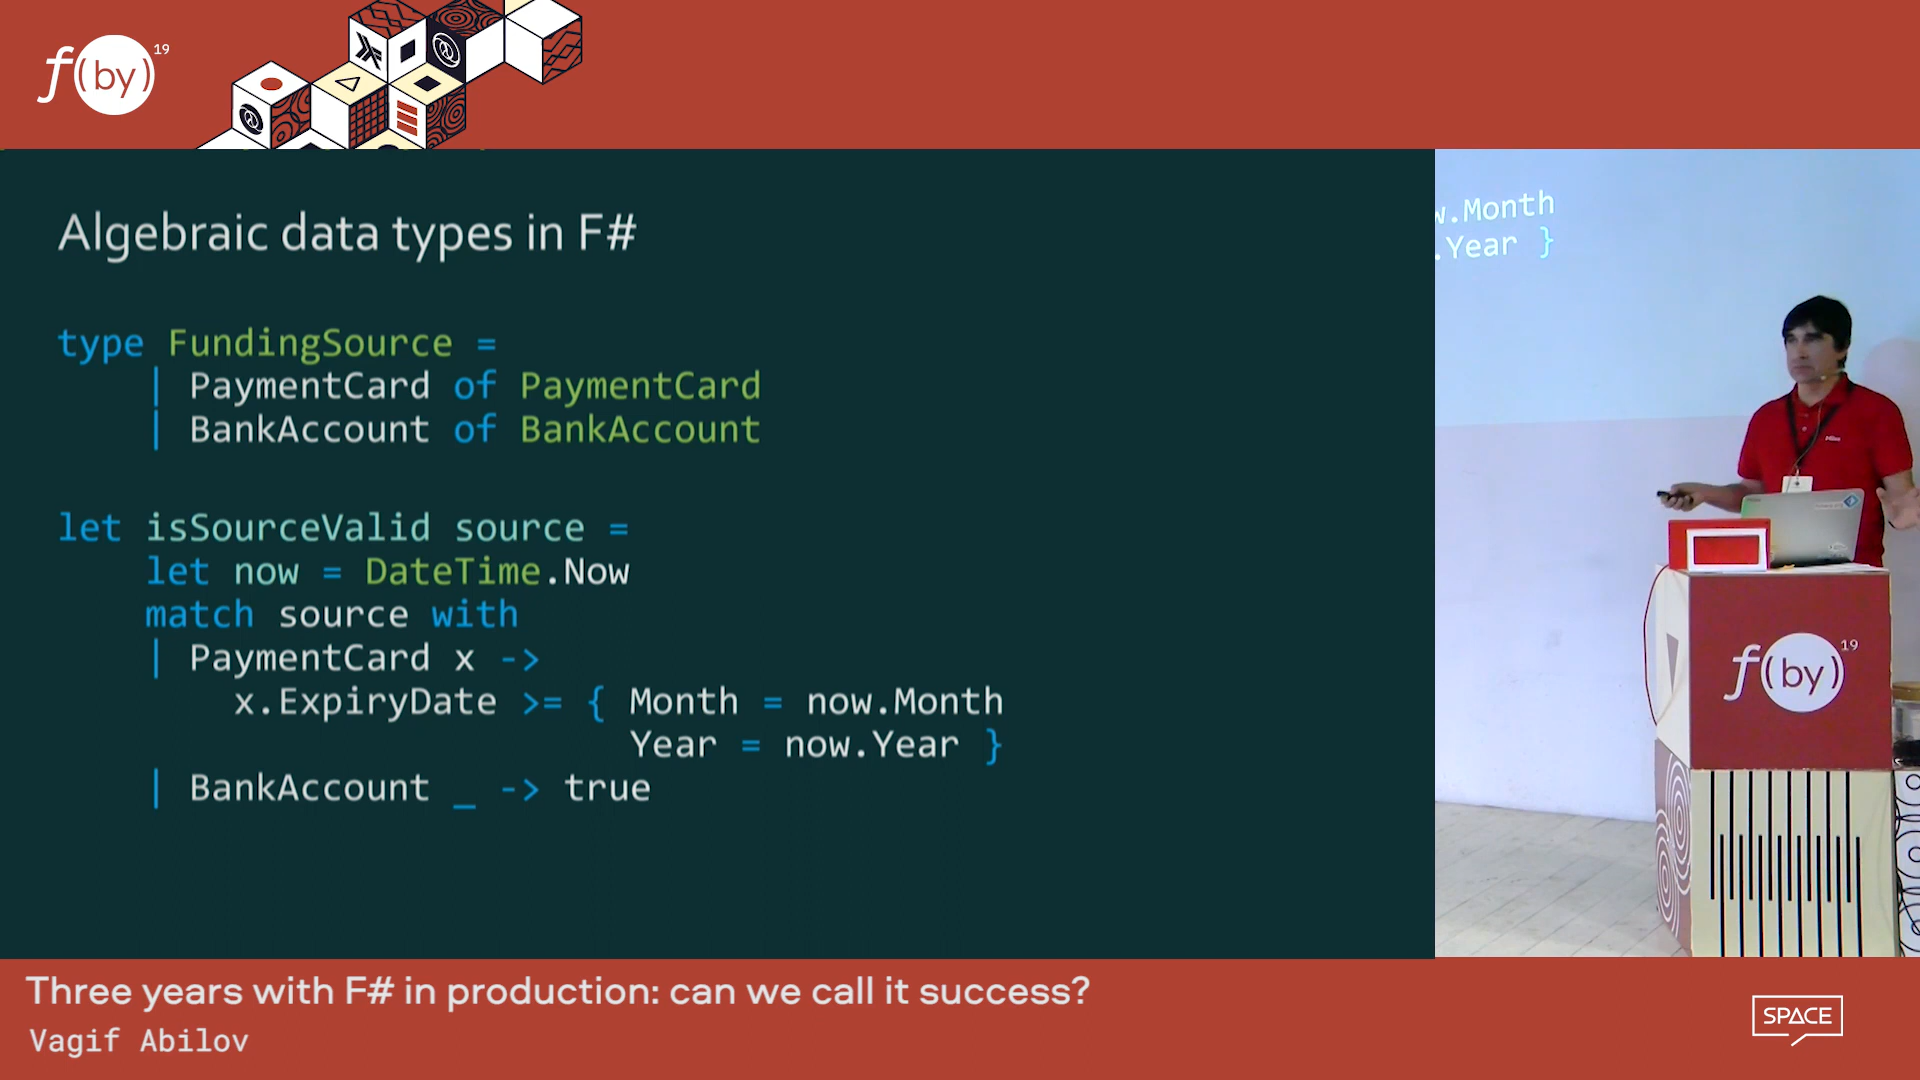 f(by) 19
Algebraic data types in F#
type FundingSource =
| PaymentCard of PaymentCard
| BankAccount of BankAccount
let isSourceValid source =
let now = DateTime.Now
match source with
| PaymentCard x ->
x.ExpiryDate >= { Month = now.Month
Year = now.Year }
| BankAccount _ -> true
w.Month
.Year }
f(by) 19
Three years with F# in production: can we call it success?
Vagif Abilov
SPACE